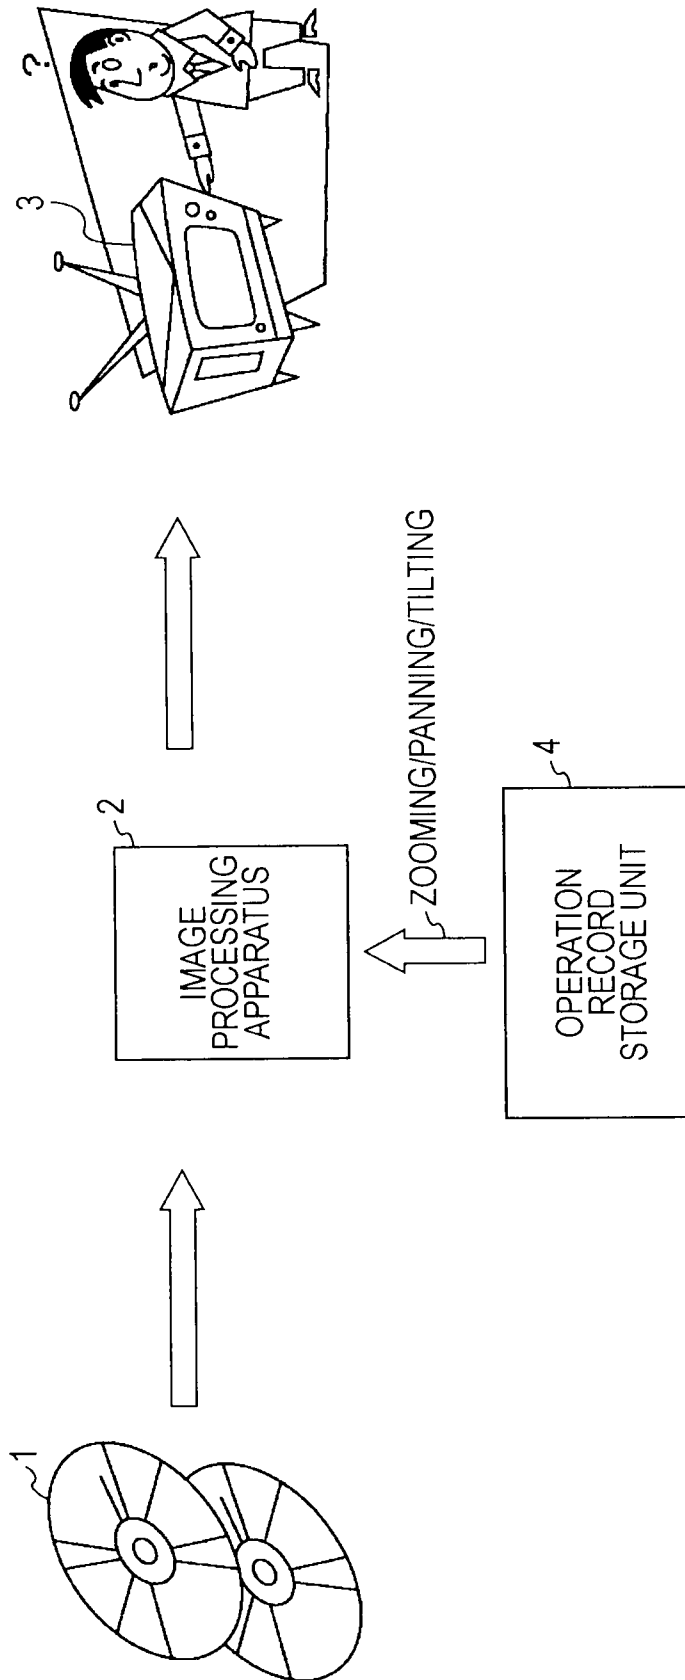 1
2
IMAGE
PROCESSING
APPARATUS
3
?
ZOOMING/PANNING/TILTING
4
OPERATION
RECORD
STORAGE UNIT